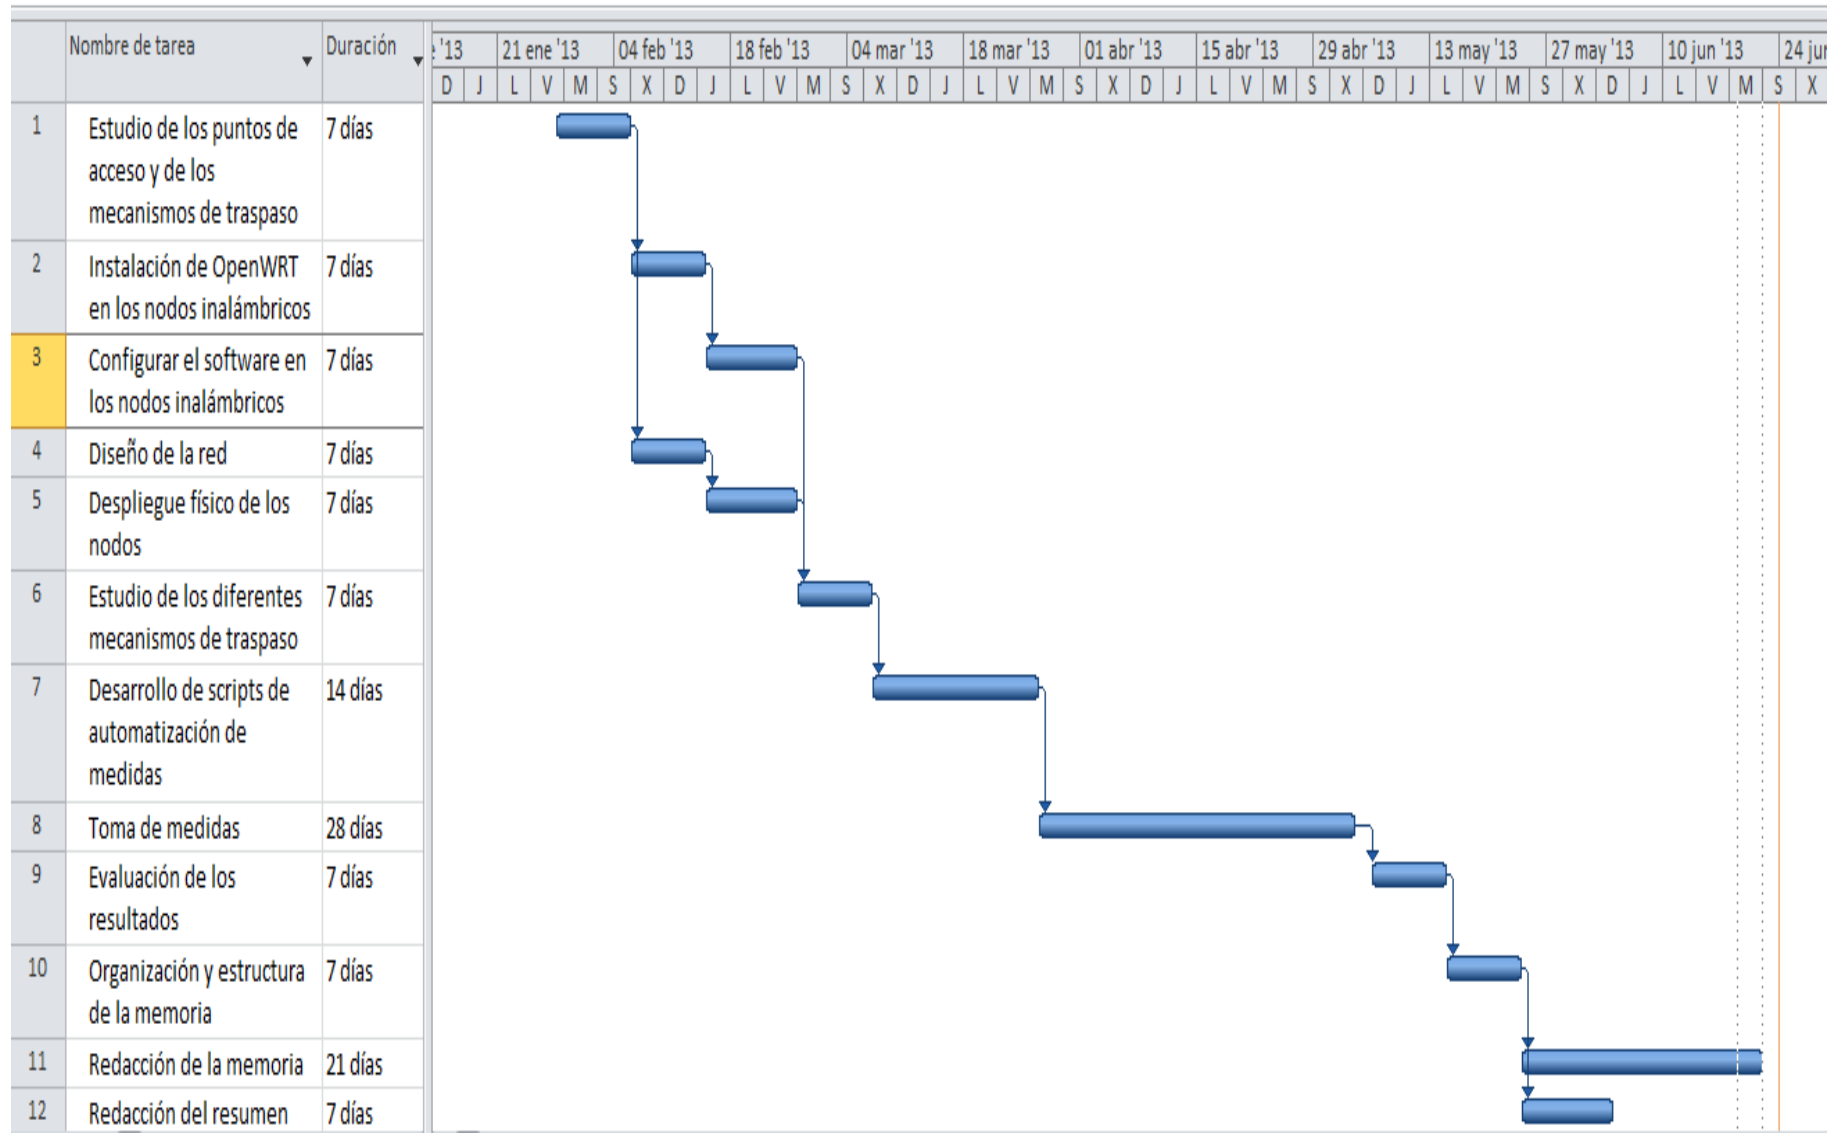 Nombre de tarea
Duración
e '13 21 ene '13 04 feb '13 18 feb '13 04 mar '13 18 mar '13 01 abr '13 15 abr '13 29 abr '13 13 may '13 27 may '13 10 jun '13 24 jun
D J L V M S X D J L V M S X D J L V M S X D J L V M S X D J L V M S X D J L V M S X
1 Estudio de los puntos de 7 días
acceso y de los
mecanismos de traspaso
2 Instalación de OpenWRT 7 días
en los nodos inalámbricos
3 Configurar el software en 7 días
los nodos inalámbricos
4 Diseño de la red 7 días
5 Despliegue físico de los 7 días
nodos
6 Estudio de los diferentes 7 días
mecanismos de traspaso
7 Desarrollo de scripts de 14 días
automatización de
medidas
8 Toma de medidas 28 días
9 Evaluación de los 7 días
resultados
10 Organización y estructura 7 días
de la memoria
11 Redacción de la memoria 21 días
12 Redacción del resumen 7 días